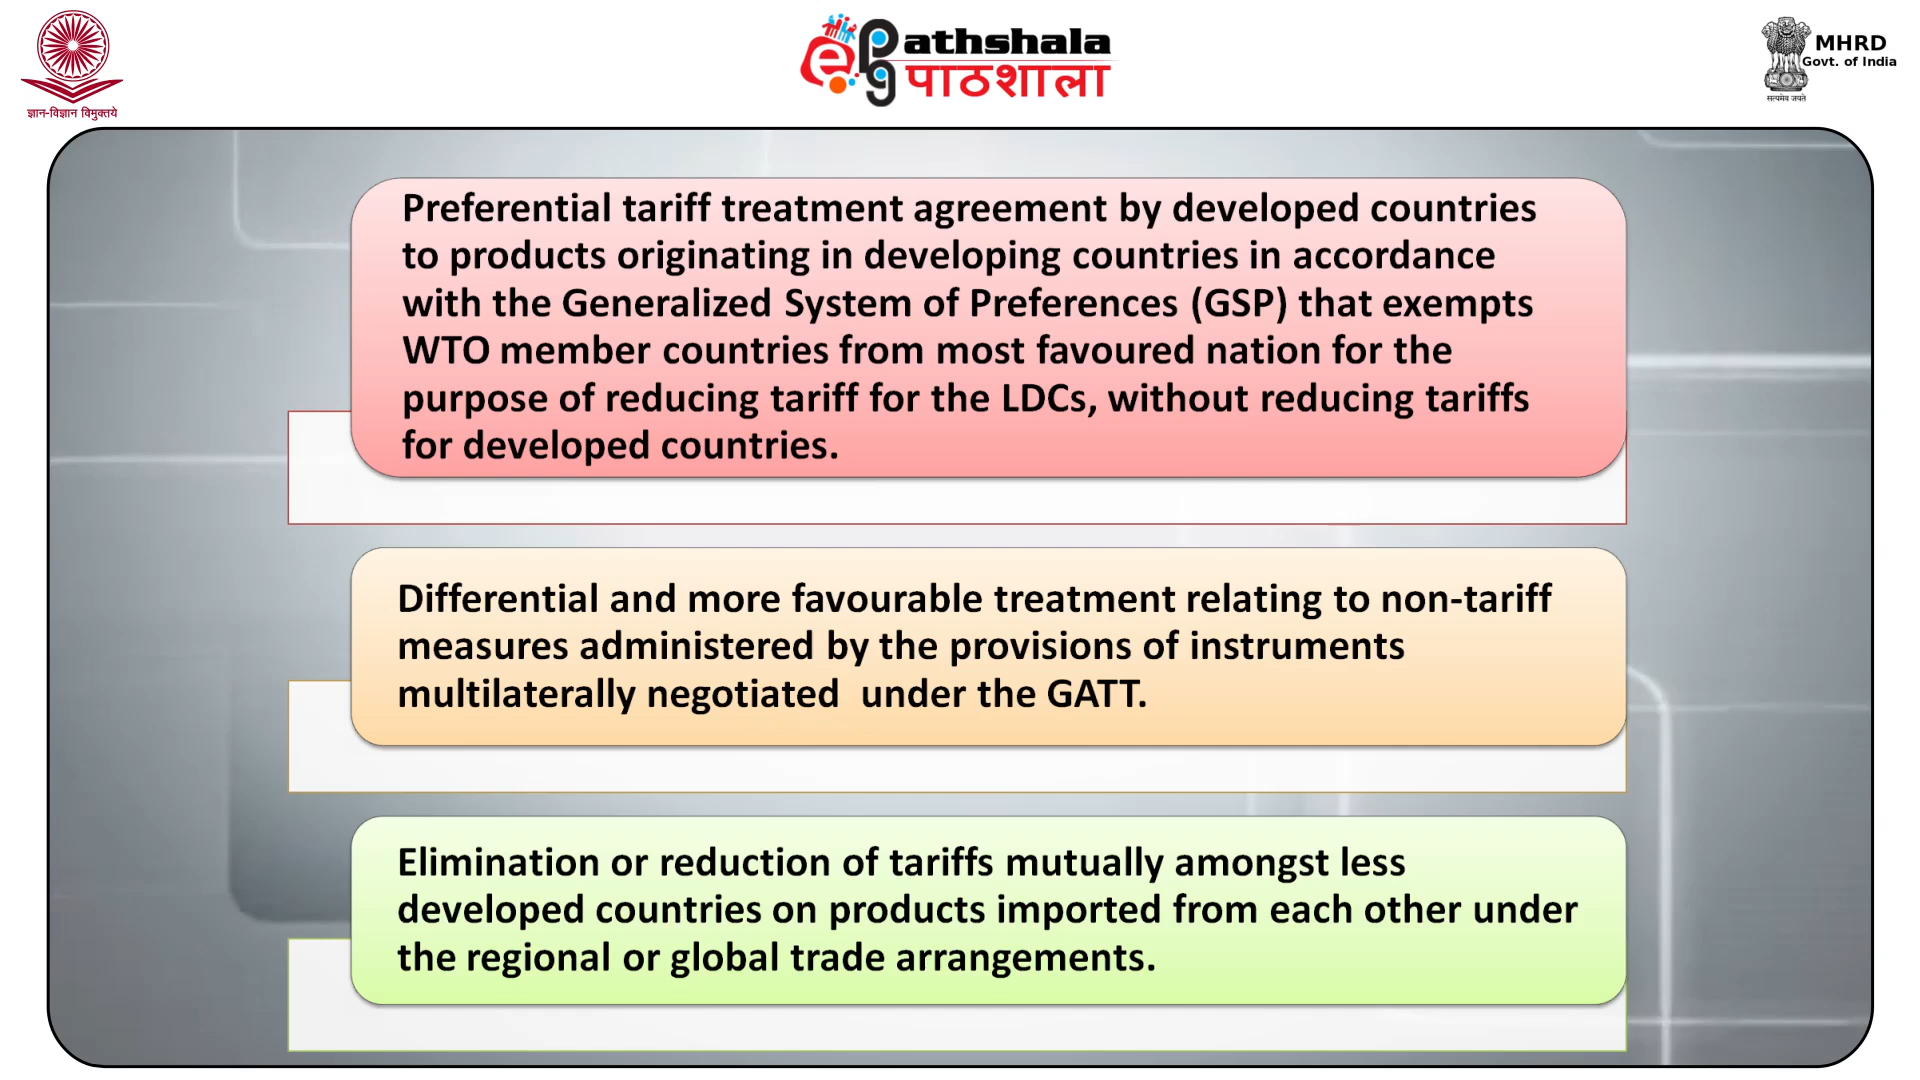 ज्ञान-विज्ञान विमुक्तये
e
pg
athshala
पाठशाला
सत्यमेव जयते
MHRD
Govt. of India
Preferential tariff treatment agreement by developed countries
to products originating in developing countries in accordance
with the Generalized System of Preferences (GSP) that exempts
WTO member countries from most favoured nation for the
purpose of reducing tariff for the LDCs, without reducing tariffs
for developed countries.
Differential and more favourable treatment relating to non-tariff
measures administered by the provisions of instruments
multilaterally negotiated  under the GATT.
Elimination or reduction of tariffs mutually amongst less
developed countries on products imported from each other under
the regional or global trade arrangements.